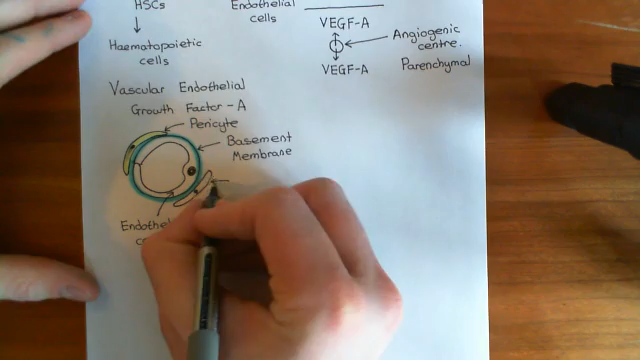 HSCs
Haematopoietic
cells
Endothelial
cells
VEGF-A
VEGF-A
Angiogenic
centre.
Parenchymal
Vascular Endothelial
Growth Factor-A
Pericyte
Basement
Membrane